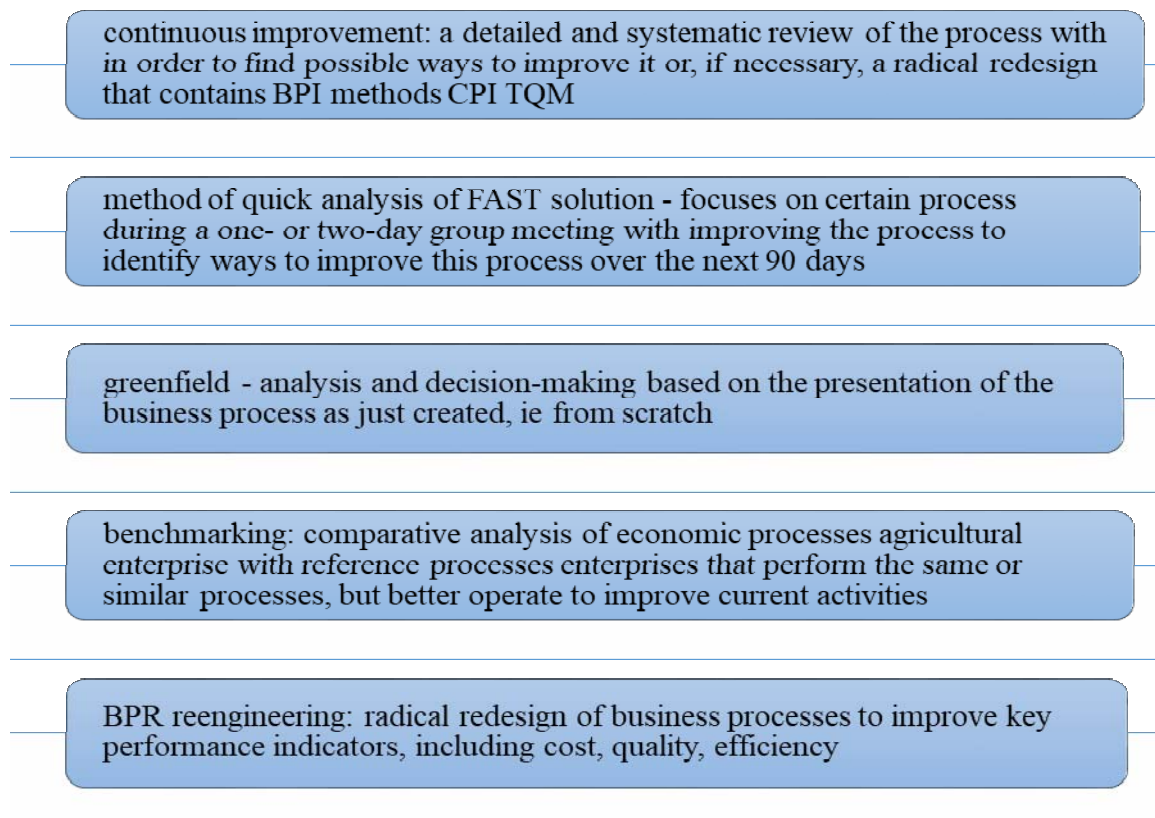 continuous improvement: a detailed and systematic review of the process with
in order to find possible ways to improve it or, if necessary, a radical redesign
that contains BPI methods CPI TQM
method of quick analysis of FAST solution - focuses on certain process
during a one- or two-day group meeting with improving the process to
identify ways to improve this process over the next 90 days
greenfield - analysis and decision-making based on the presentation of the
business process as just created, ie from scratch
benchmarking: comparative analysis of economic processes agricultural
enterprise with reference processes enterprises that perform the same or
similar processes, but better operate to improve current activities
BPR reengineering: radical redesign of business processes to improve key
performance indicators, including cost, quality, efficiency